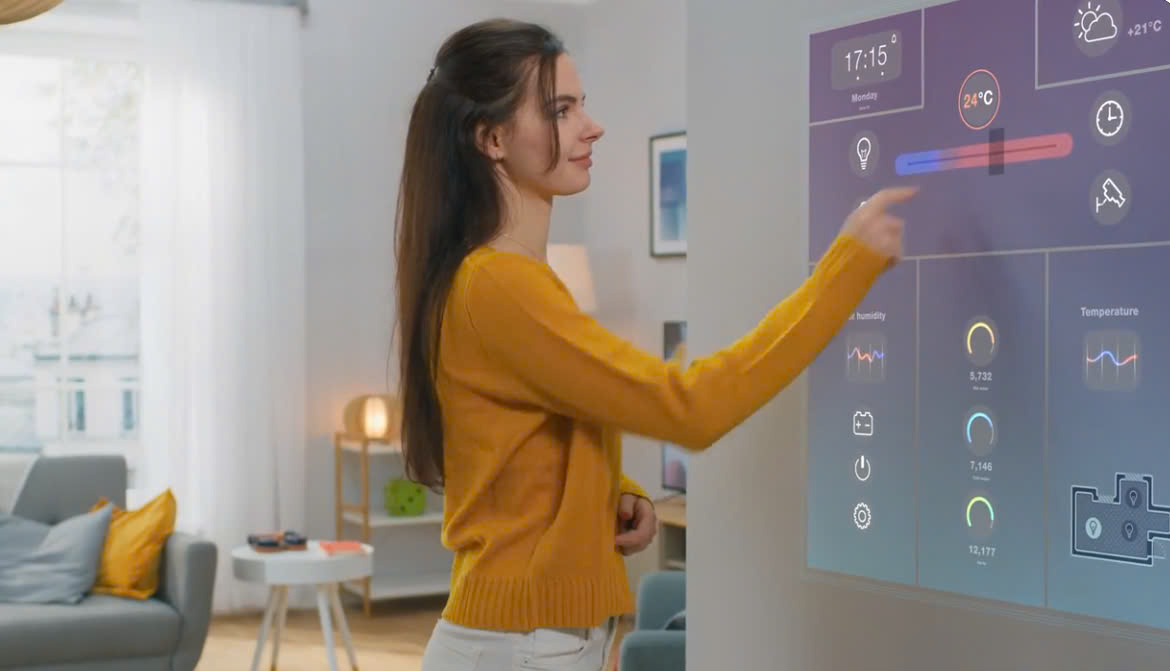 17:15
Monday
24°C
+21°C
humidity
5,732
7,146
12,177
Temperature